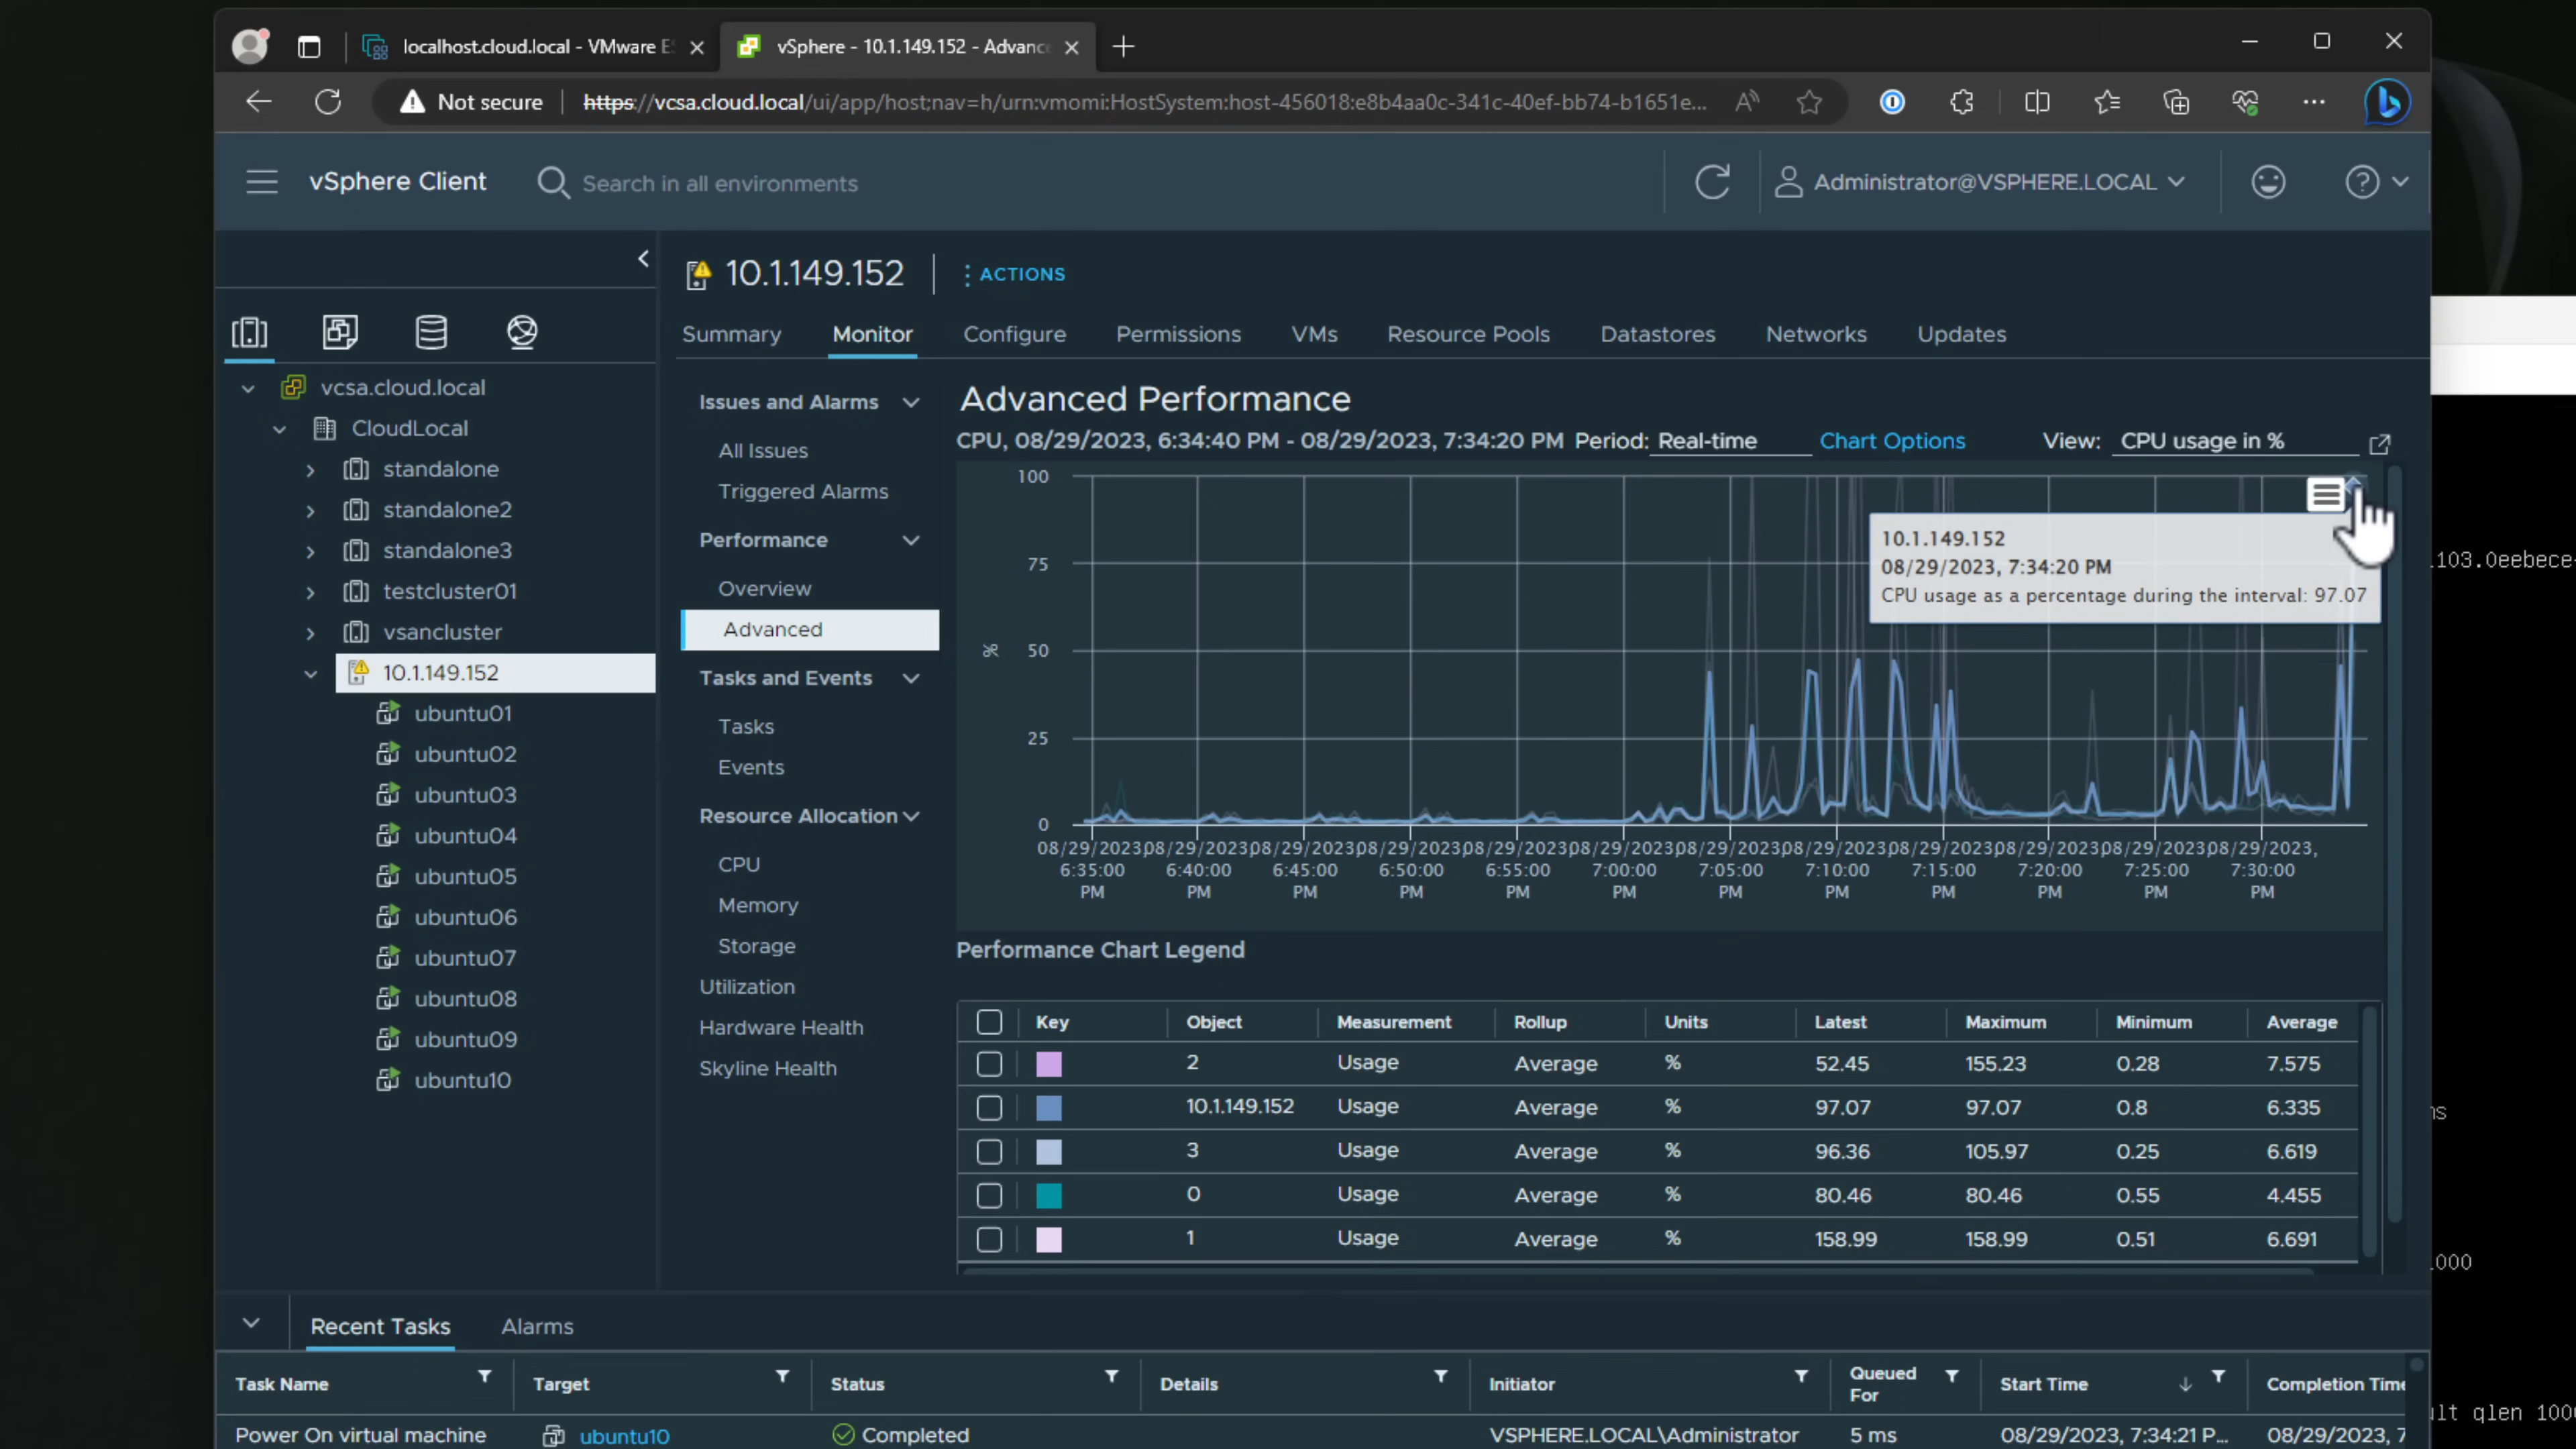 localhost.cloud.local - VMware ES
vSphere - 10.1.149.152 - Advance
Not secure
https://vcsa.cloud.local/ui/app/host;nav=h/urn:vmomi:HostSystem:host-456018:e8b4aa0c-341c-40ef-bb74-b1651e...
vSphere Client
Search in all environments
Administrator@VSPHERE.LOCAL
10.1.149.152
ACTIONS
Summary Monitor Configure Permissions VMs Resource Pools Datastores Networks Updates
vcsa.cloud.local
CloudLocal
standalone
standalone2
standalone3
testcluster01
vsancluster
10.1.149.152
ubuntu01
ubuntu02
ubuntu03
ubuntu04
ubuntu05
ubuntu06
ubuntu07
ubuntu08
ubuntu09
ubuntu10
Issues and Alarms
All Issues
Triggered Alarms
Performance
Overview
Advanced
Tasks and Events
Tasks
Events
Resource Allocation
CPU
Memory
Storage
Utilization
Hardware Health
Skyline Health
Advanced Performance
CPU, 08/29/2023, 6:34:40 PM - 08/29/2023, 7:34:20 PM Period: Real-time Chart Options View: CPU usage in %
100
75
50
25
0
%
10.1.149.152
08/29/2023, 7:34:20 PM
CPU usage as a percentage during the interval: 97.07
08/29/2023, 08/29/2023, 08/29/2023, 08/29/2023, 08/29/2023, 08/29/2023, 08/29/2023, 08/29/2023, 08/29/2023, 08/29/2023, 08/29/2023, 08/29/2023,
6:35:00 6:40:00 6:45:00 6:50:00 6:55:00 7:00:00 7:05:00 7:10:00 7:15:00 7:20:00 7:25:00 7:30:00
PM PM PM PM PM PM PM PM PM PM PM PM
Performance Chart Legend
Key Object Measurement Rollup Units Latest Maximum Minimum Average
2 Usage Average % 52.45 155.23 0.28 7.575
10.1.149.152 Usage Average % 97.07 97.07 0.8 6.335
3 Usage Average % 96.36 105.97 0.25 6.619
0 Usage Average % 80.46 80.46 0.55 4.455
1 Usage Average % 158.99 158.99 0.51 6.691
Recent Tasks Alarms
Task Name Target Status Details Initiator Queued For Start Time Completion Time
Power On virtual machine ubuntu10 Completed VSPHERE.LOCAL\Administrator 5 ms 08/29/2023, 7:34:21 P... 08/29/2023, 7
.103.0eebece-
ns
.000
ult qlen 100